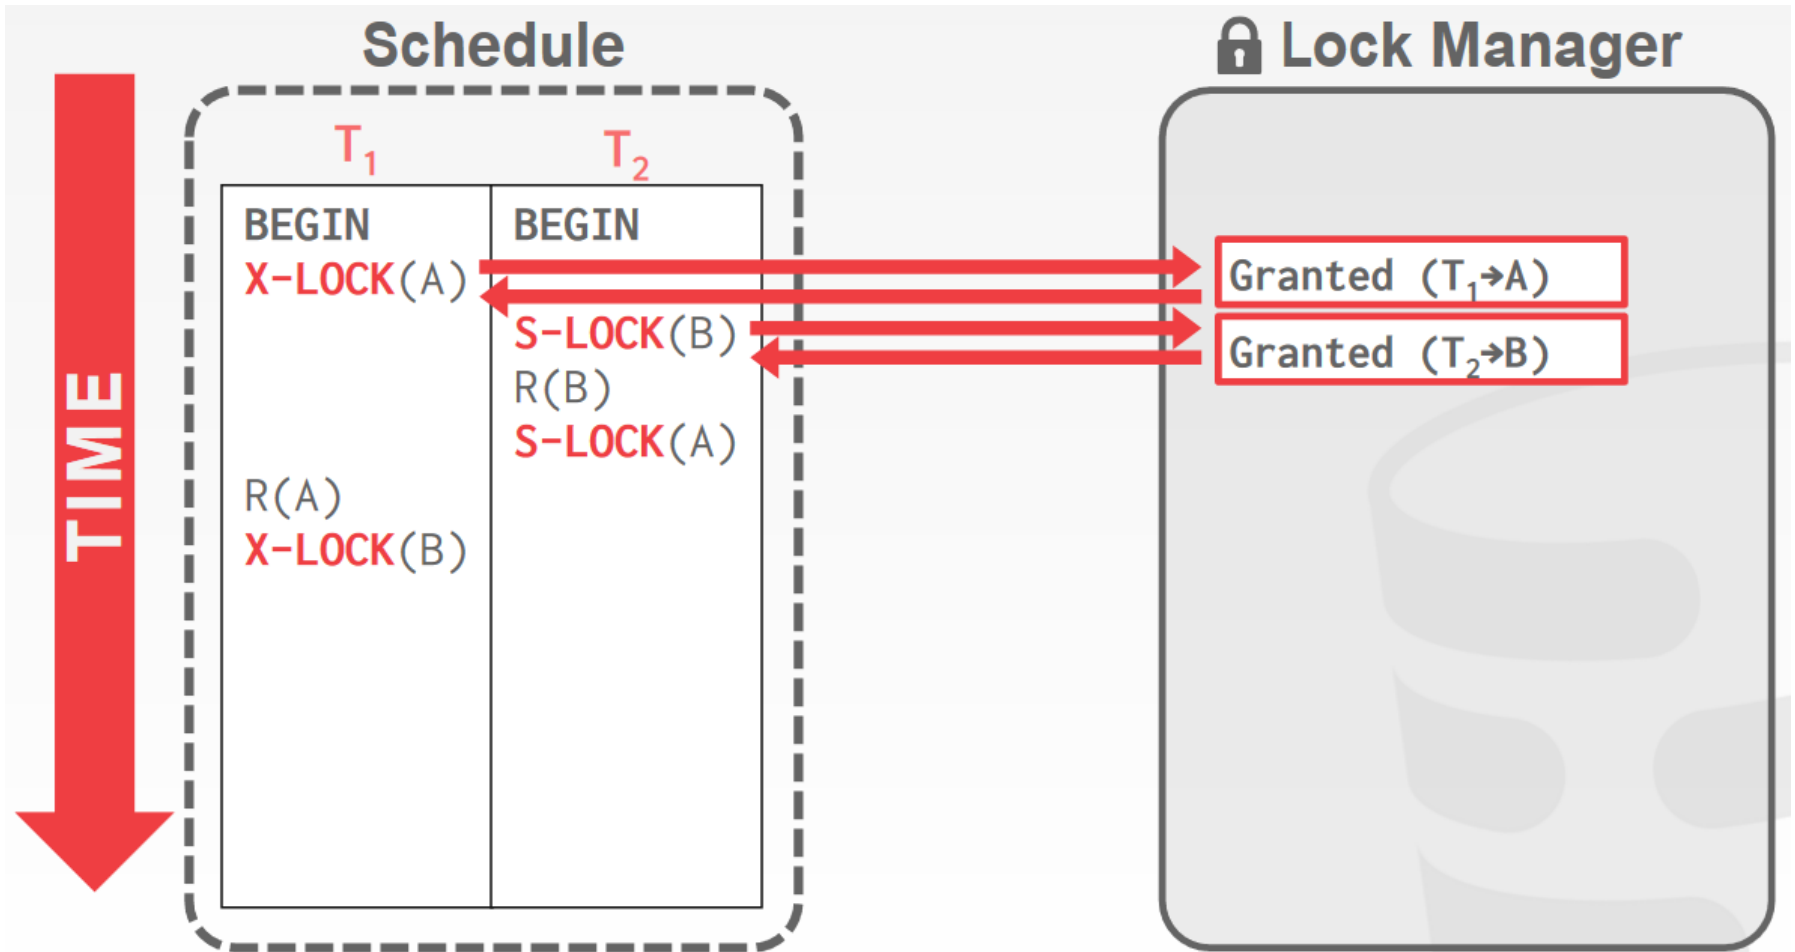 Schedule
Lock Manager
TIME
T1
T2
BEGIN
BEGIN
X-LOCK(A)
Granted (T1→A)
S-LOCK(B)
Granted (T2→B)
R(B)
S-LOCK(A)
R(A)
X-LOCK(B)